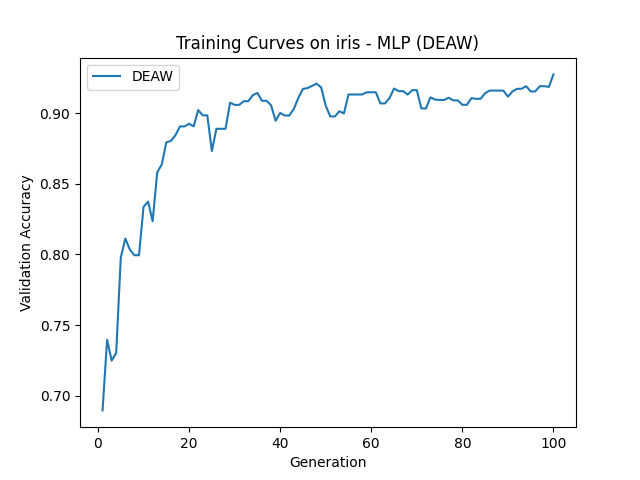 Training Curves on iris - MLP (DEAW)
DEAW
0.90
0.85
0.80
0.75
0.70
Validation Accuracy
0 20 40 60 80 100
Generation